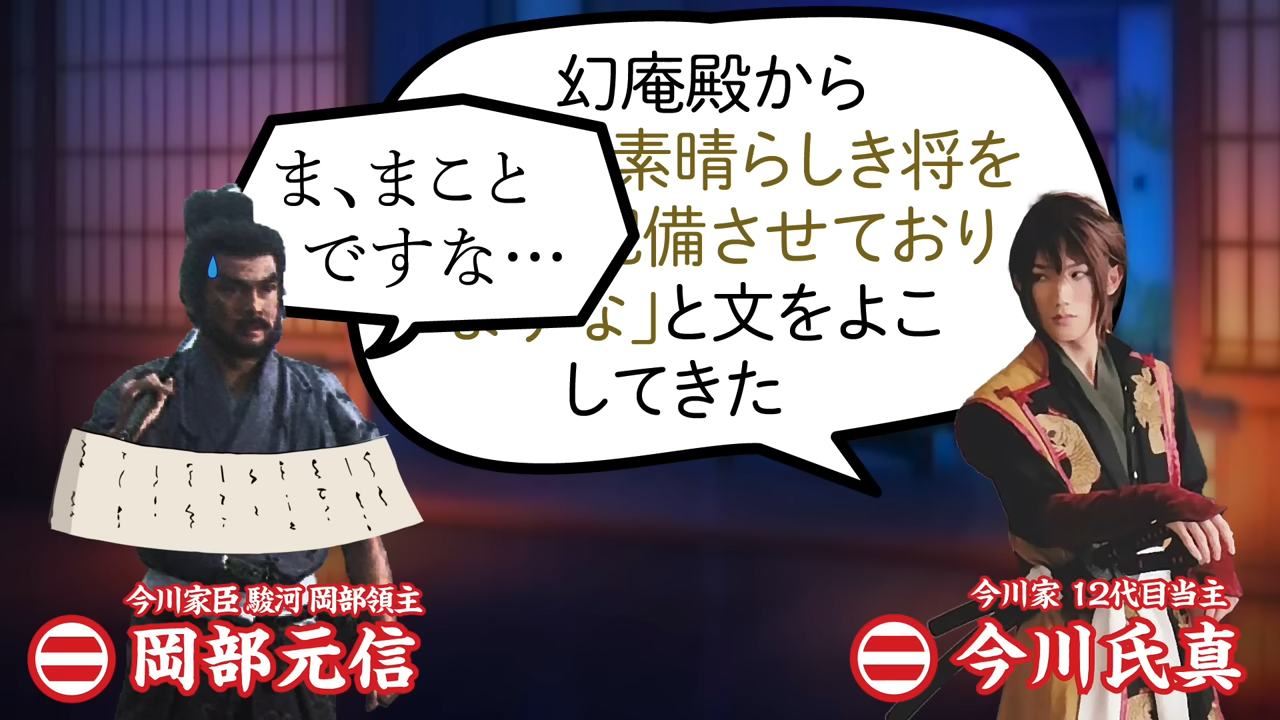 幻庵殿から
素晴らしき将を
備させており
な」と文をよこ
してきた
ま、まこと
ですな…
今川家臣 駿河 岡部領主
岡部元信
今川家 12代目当主
今川氏真